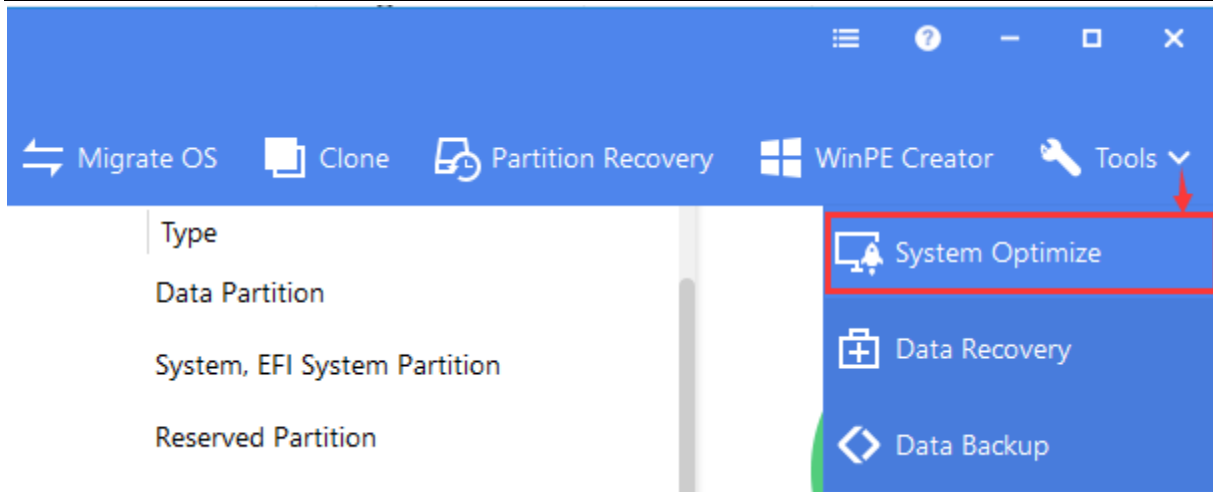 Migrate OS Clone Partition Recovery WinPE Creator Tools
Type
System Optimize
Data Partition
Data Recovery
System, EFI System Partition
Reserved Partition
Data Backup